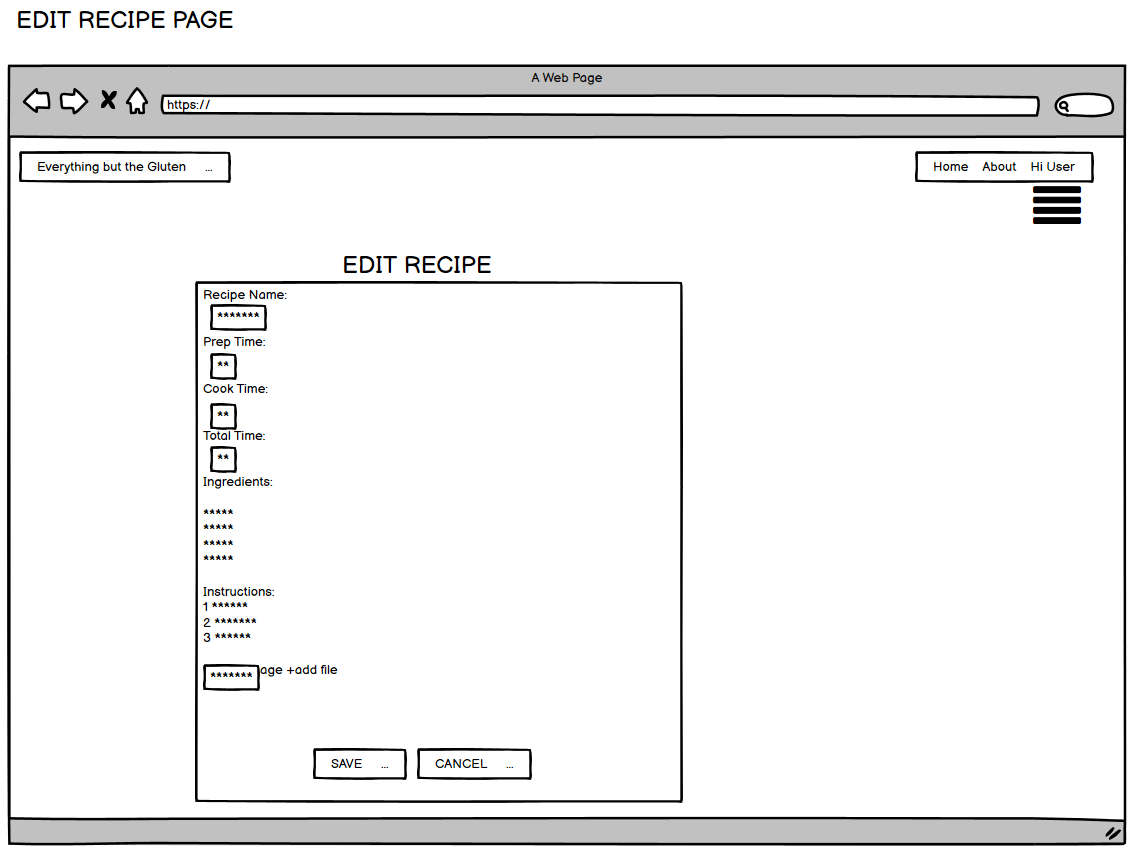 EDIT RECIPE PAGE
A Web Page
https://
Everything but the Gluten ...
Home About Hi User
EDIT RECIPE
Recipe Name:
*******
Prep Time:
**
Cook Time:
**
Total Time:
**
Ingredients:
*****
*****
*****
*****
Instructions:
1 ******
2 *******
3 ******
******* age +add file
SAVE ... CANCEL ...